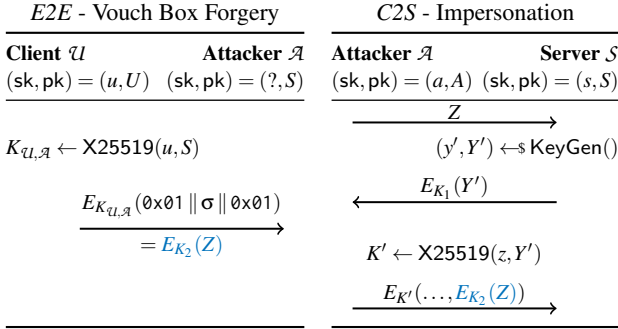 E2E - Vouch Box Forgery
Client 𝒰 Attacker 𝒜
(sk, pk) = (u, U) (sk, pk) = (?, S)
K_{𝒰,𝒜} ← X25519(u, S)
E_{K_{𝒰,𝒜}}(0x01 ∥ σ ∥ 0x01)
= E_{K_2}(Z)
C2S - Impersonation
Attacker 𝒜 Server 𝒮
(sk, pk) = (a, A) (sk, pk) = (s, S)
Z
(y′, Y′) ←$ KeyGen()
E_{K_1}(Y′)
K′ ← X25519(z, Y′)
E_{K′}(..., E_{K_2}(Z))